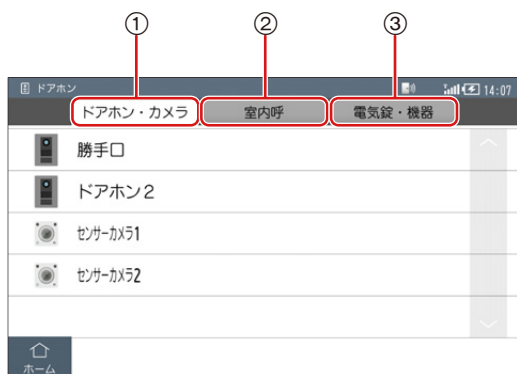 ① ② ③
ドアホン 14:07
ドアホン・カメラ 室内呼 電気錠・機器
勝手口
ドアホン2
センサーカメラ1
センサーカメラ2
ホーム